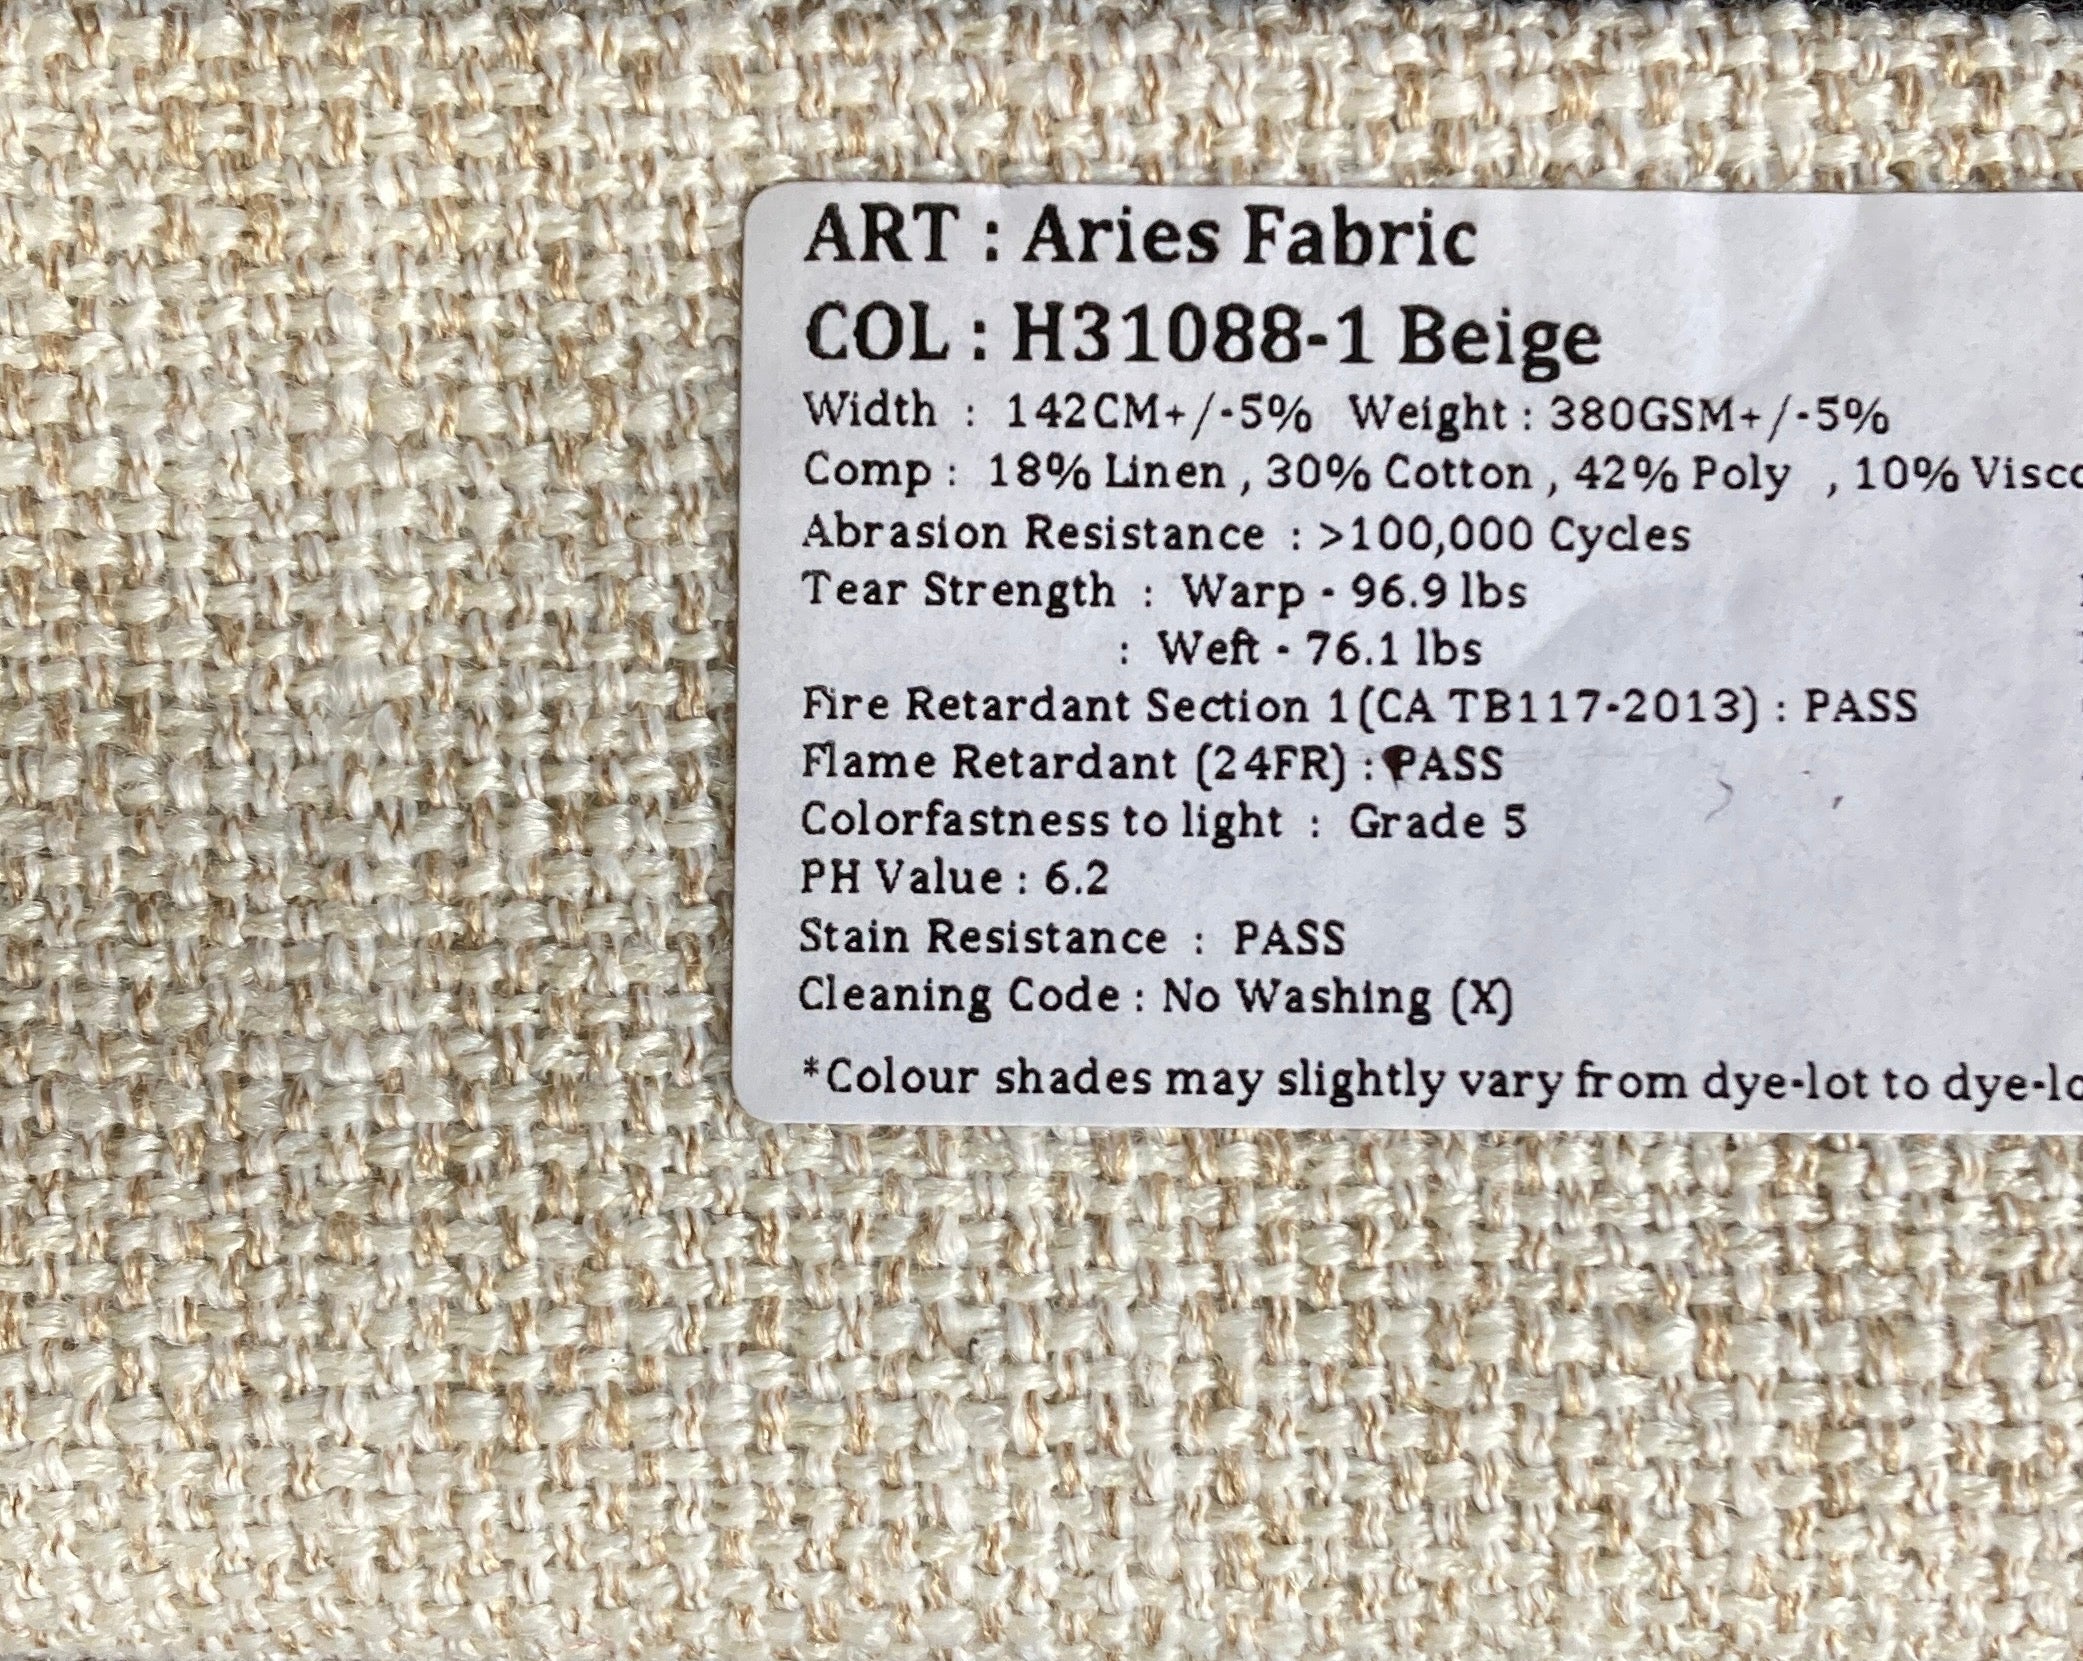 ART : Aries Fabric
COL : H31088-1 Beige
Width : 142CM+/-5% Weight : 380GSM+/-5%
Comp : 18% Linen , 30% Cotton , 42% Poly , 10% Visco
Abrasion Resistance : >100,000 Cycles
Tear Strength : Warp - 96.9 lbs
: Weft - 76.1 lbs
Fire Retardant Section 1(CA TB117-2013) : PASS
Flame Retardant (24FR) : PASS
Colorfastness to light : Grade 5
PH Value : 6.2
Stain Resistance : PASS
Cleaning Code : No Washing (X)
*Colour shades may slightly vary from dye-lot to dye-lo